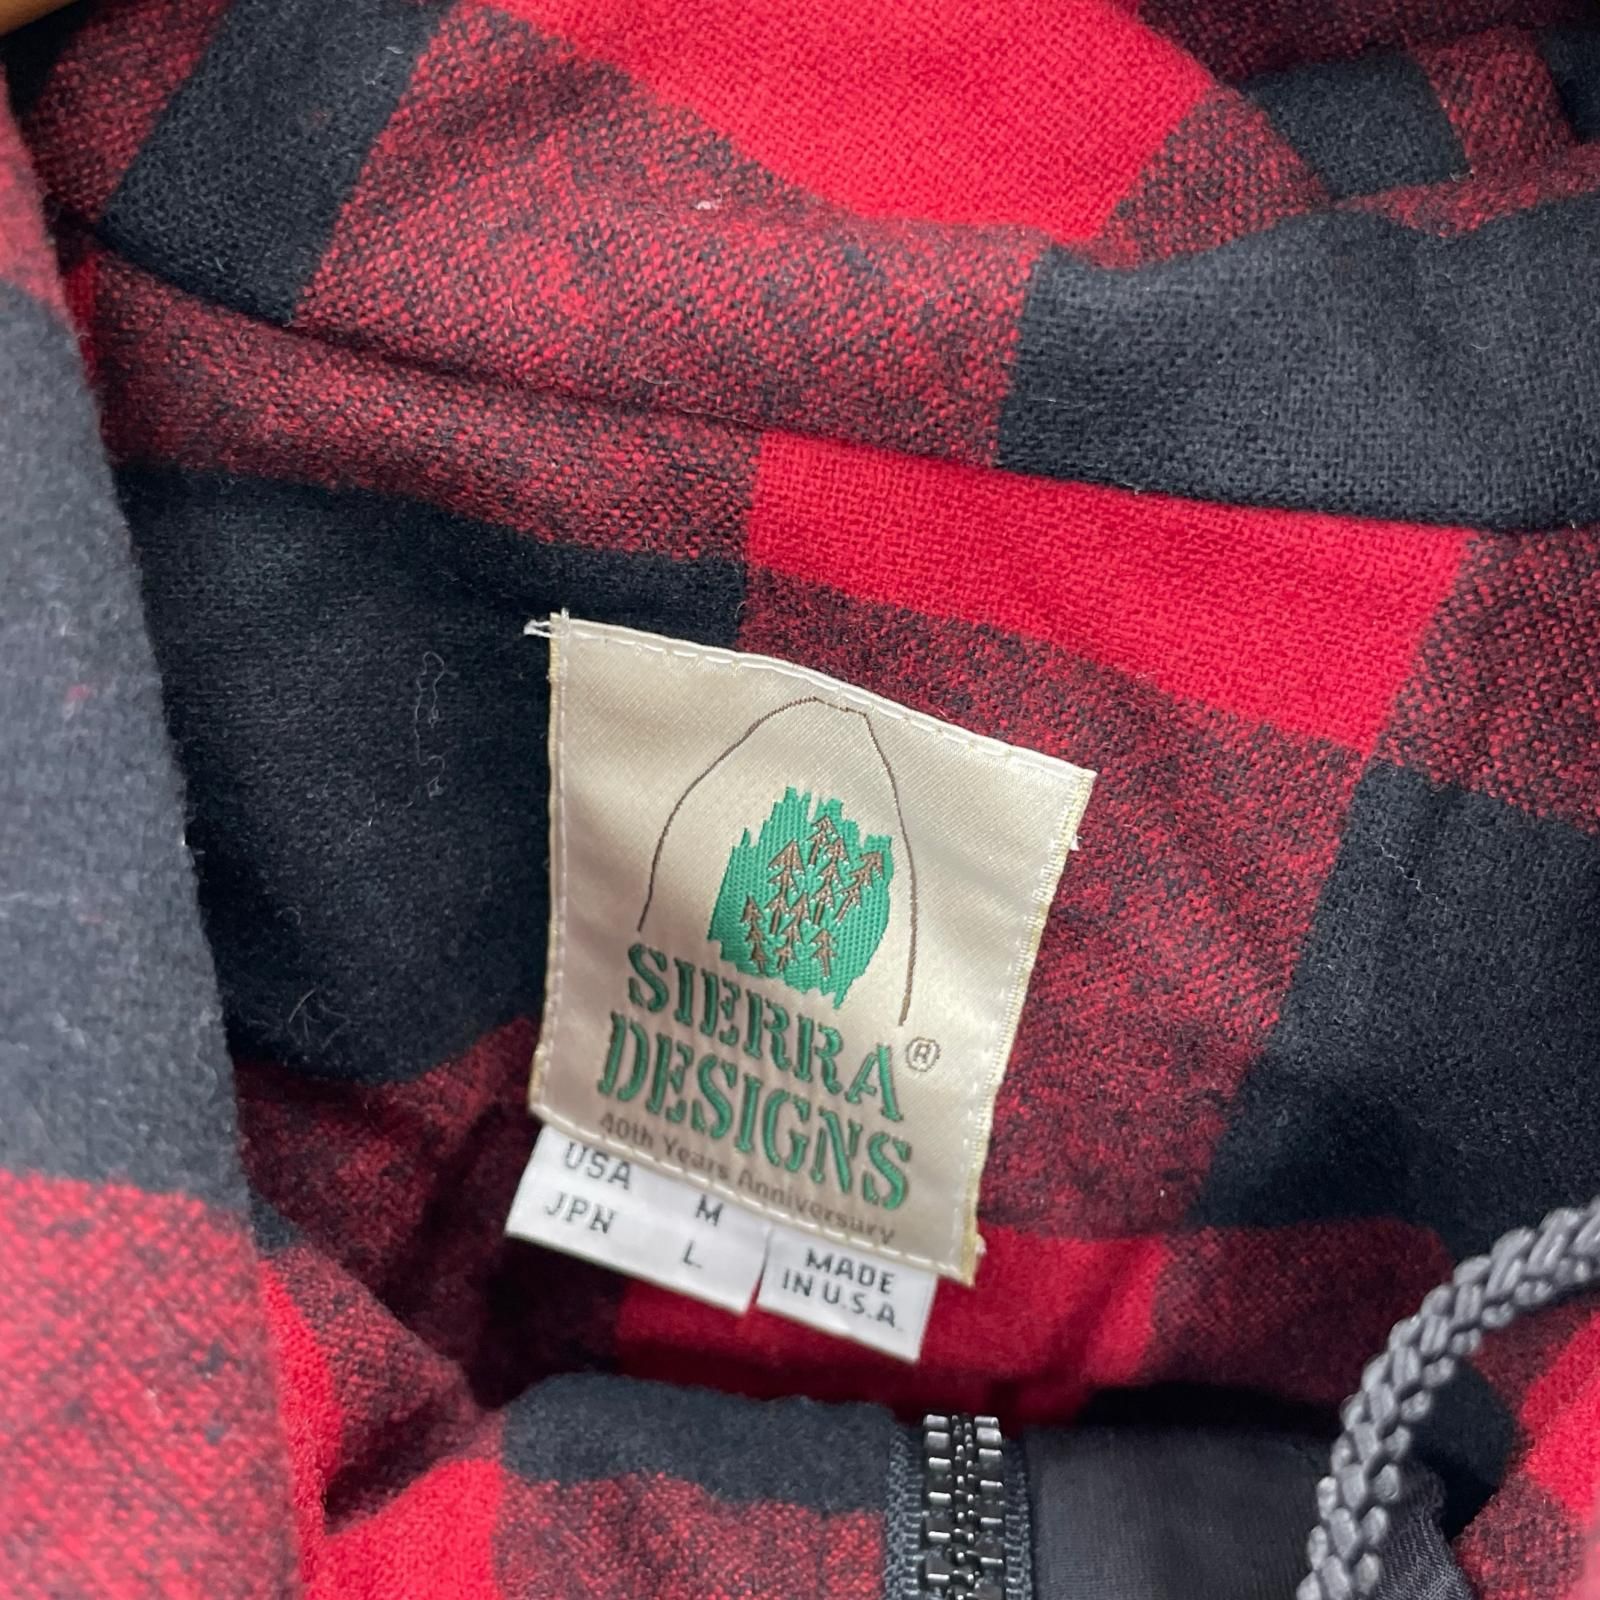 SIERRA ®
DESIGNS
40th Years Anniversary
USA M
JPN L
MADE
IN U.S.A.